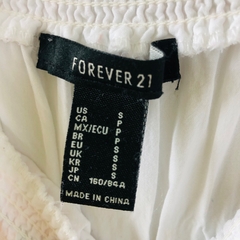 FOREVER 21
US S
CA S
MX/ECU P
BR P
EU S
UK S
KR S
JP S
CN 160/84A
MADE IN CHINA